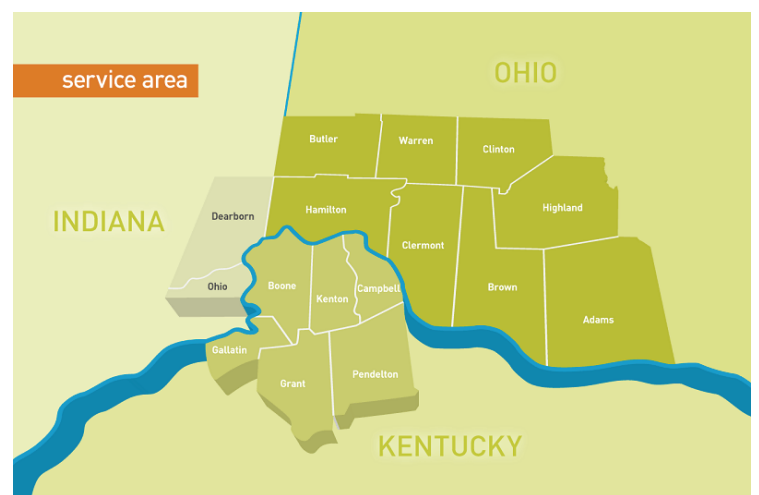 service area
OHIO
INDIANA
KENTUCKY
Butler
Warren
Clinton
Highland
Hamilton
Dearborn
Clermont
Ohio
Boone
Kenton
Campbell
Brown
Adams
Gallatin
Grant
Pendelton